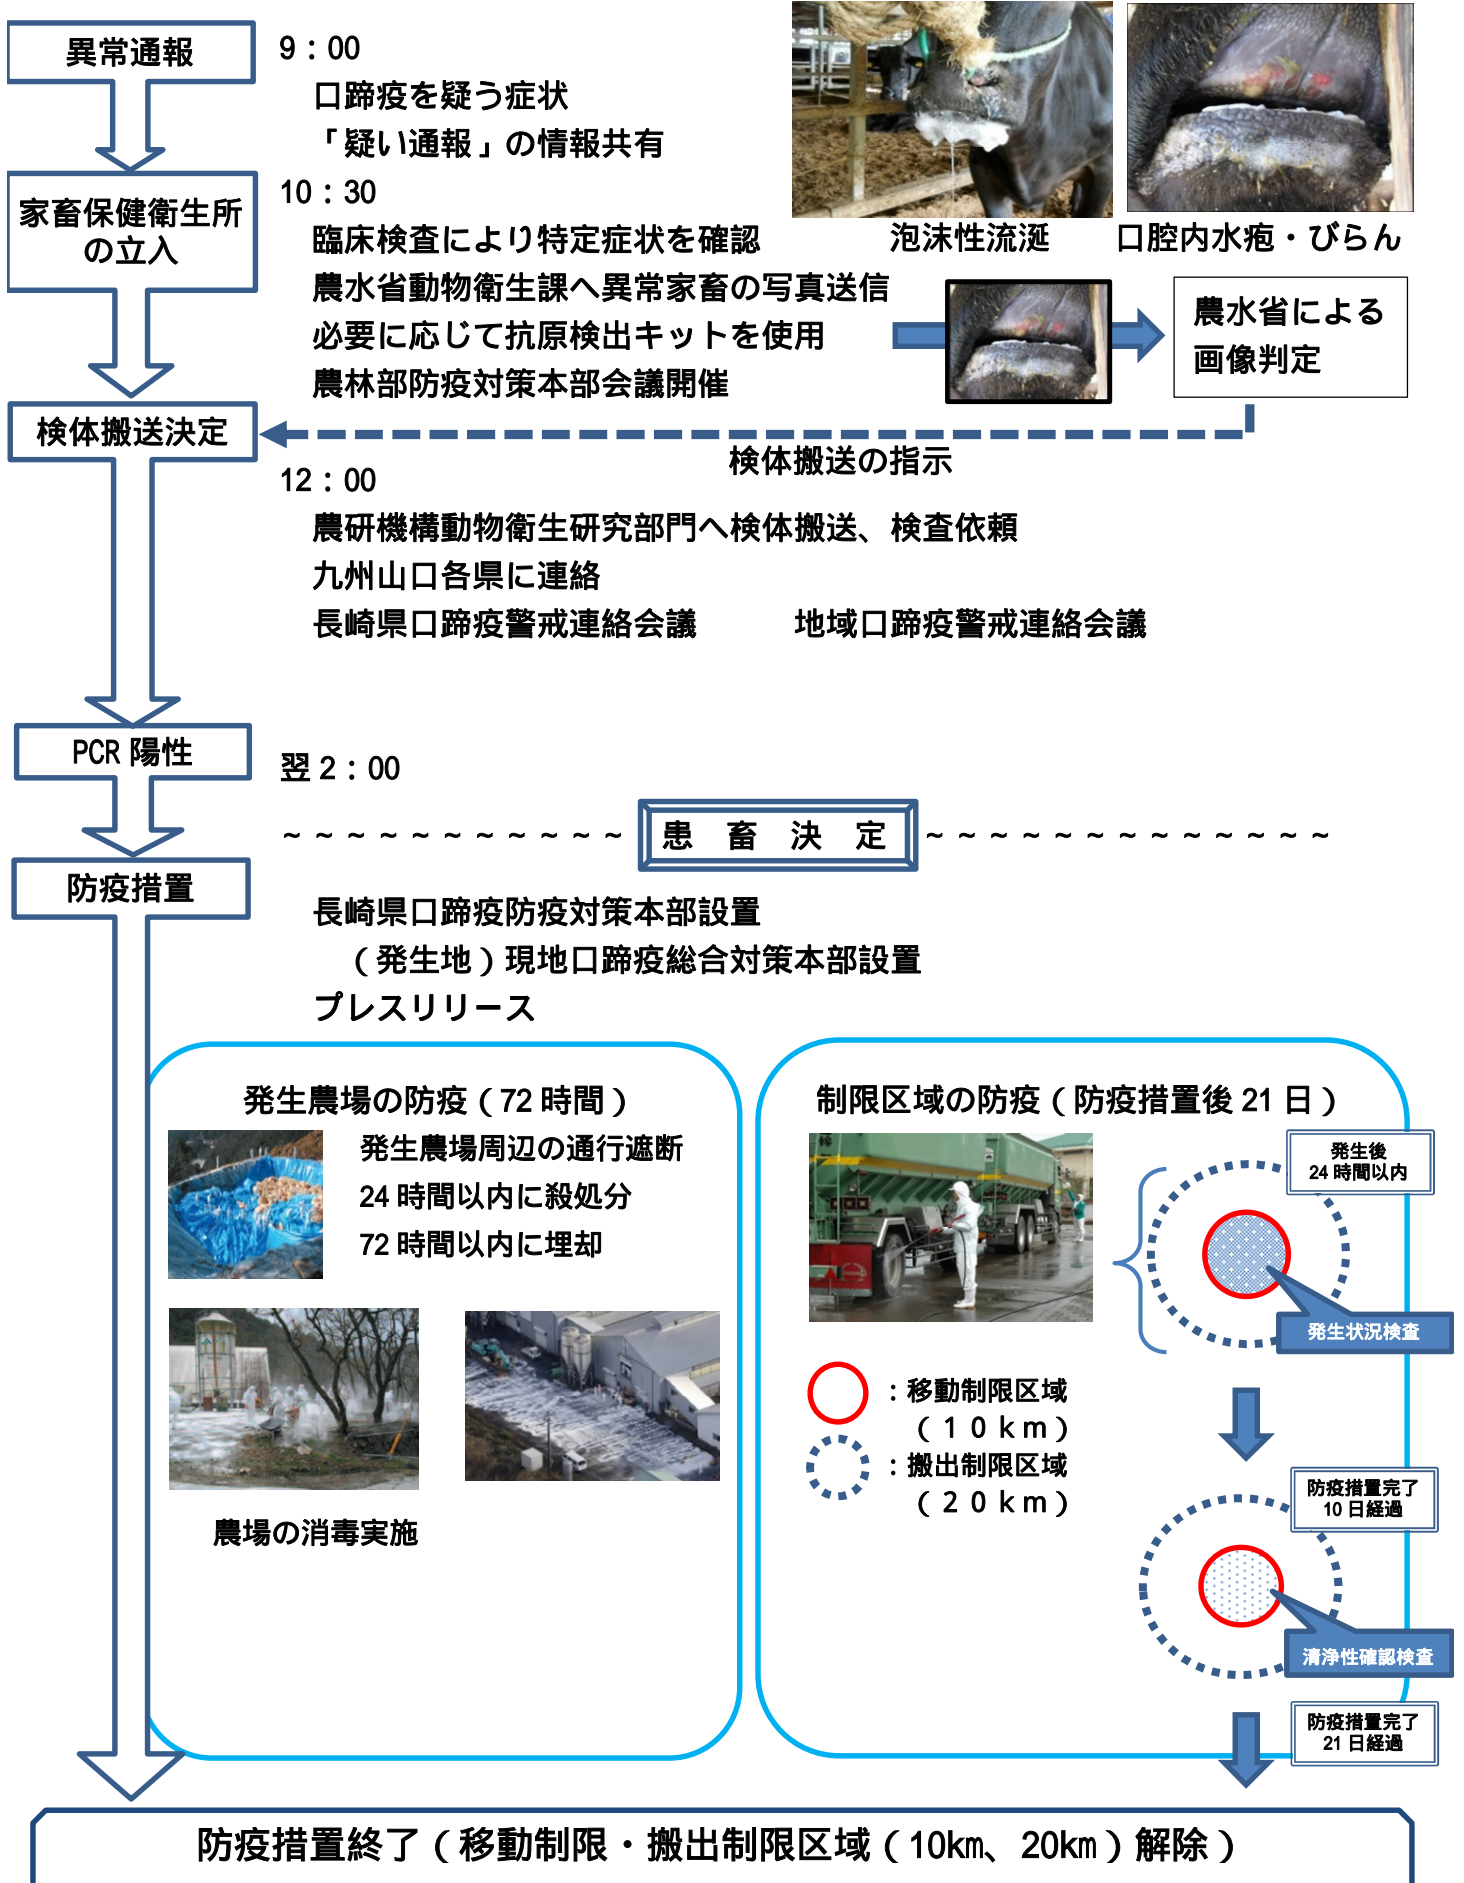 異常通報
9：00
口蹄疫を疑う症状
「疑い通報」の情報共有
家畜保健衛生所
の立入
10：30
臨床検査により特定症状を確認
農水省動物衛生課へ異常家畜の写真送信
必要に応じて抗原検出キットを使用
農林部防疫対策本部会議開催
泡沫性流涎
口腔内水疱・びらん
農水省による
画像判定
検体搬送決定
検体搬送の指示
12：00
農研機構動物衛生研究部門へ検体搬送、検査依頼
九州山口各県に連絡
長崎県口蹄疫警戒連絡会議　　　地域口蹄疫警戒連絡会議
PCR 陽性
翌 2：00
～～～～～～～～～～～ 患　畜　決　定 ～～～～～～～～～～～～～
防疫措置
長崎県口蹄疫防疫対策本部設置
（発生地）現地口蹄疫総合対策本部設置
プレスリリース
発生農場の防疫（72 時間）
発生農場周辺の通行遮断
24 時間以内に殺処分
72 時間以内に埋却
農場の消毒実施
制限区域の防疫（防疫措置後 21 日）
発生後
24 時間以内
発生状況検査
：移動制限区域
（１０ｋｍ）
：搬出制限区域
（２０ｋｍ）
防疫措置完了
10 日経過
清浄性確認検査
防疫措置完了
21 日経過
防疫措置終了（移動制限・搬出制限区域（10km、20km）解除）